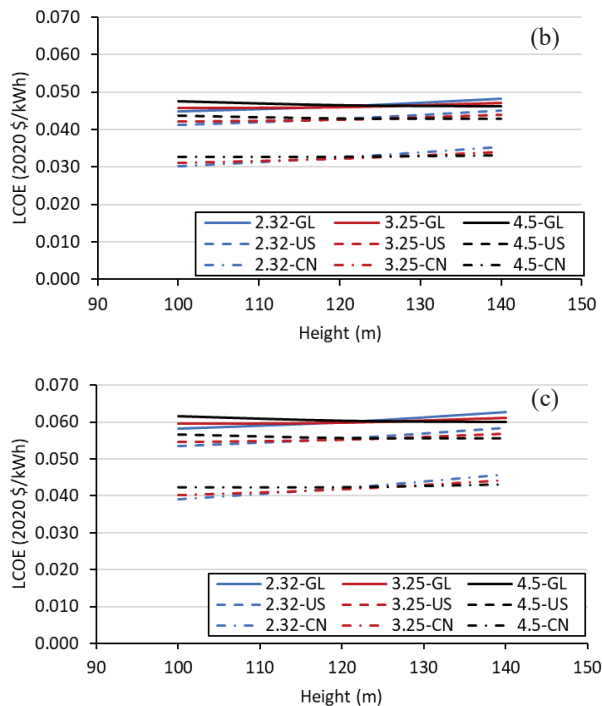 (b)
LCOE (2020 $/kWh)
0.070
0.060
0.050
0.040
0.030
0.020
0.010
0.000
2.32-GL 3.25-GL 4.5-GL
2.32-US 3.25-US 4.5-US
2.32-CN 3.25-CN 4.5-CN
90 100 110 120 130 140 150
Height (m)
(c)
LCOE (2020 $/kWh)
0.070
0.060
0.050
0.040
0.030
0.020
0.010
0.000
2.32-GL 3.25-GL 4.5-GL
2.32-US 3.25-US 4.5-US
2.32-CN 3.25-CN 4.5-CN
90 100 110 120 130 140 150
Height (m)